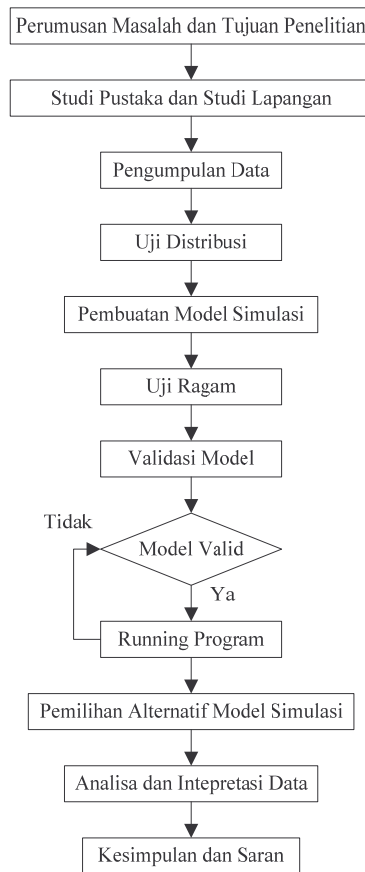 Perumusan Masalah dan Tujuan Penelitian
Studi Pustaka dan Studi Lapangan
Pengumpulan Data
Uji Distribusi
Pembuatan Model Simulasi
Uji Ragam
Validasi Model
Tidak
Model Valid
Ya
Running Program
Pemilihan Alternatif Model Simulasi
Analisa dan Intepretasi Data
Kesimpulan dan Saran